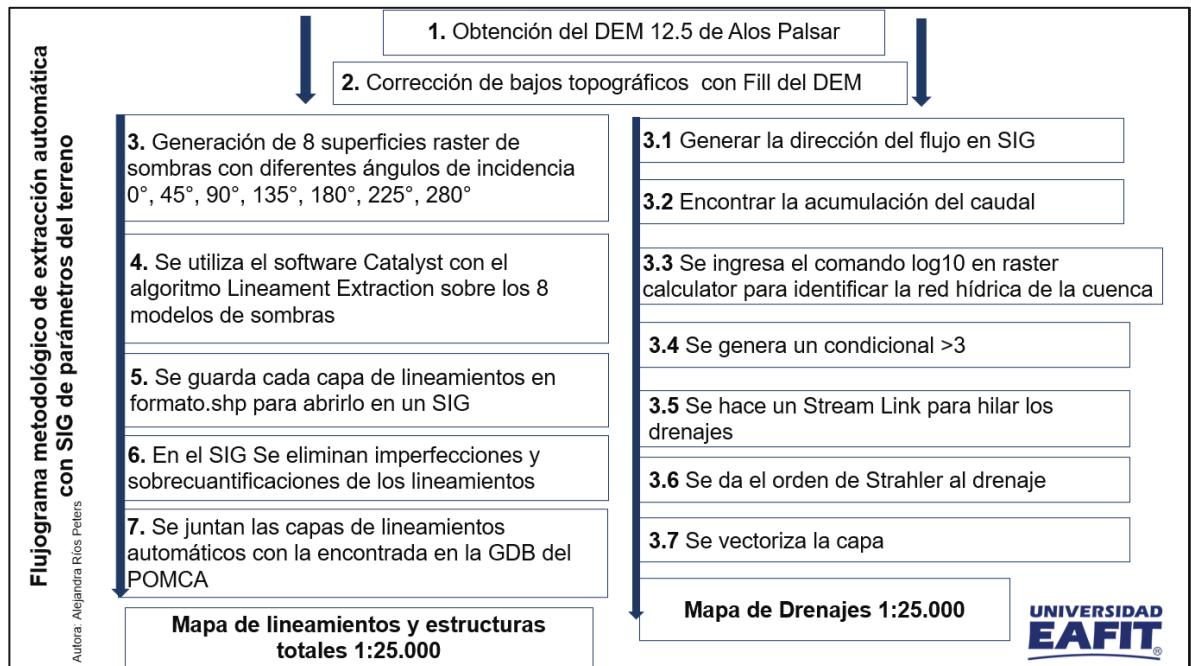 Flujograma metodológico de extracción automática
con SIG de parámetros del terreno
Autora: Alejandra Ríos Peters
1. Obtención del DEM 12.5 de Alos Palsar
2. Corrección de bajos topográficos con Fill del DEM
3. Generación de 8 superficies raster de
sombras con diferentes ángulos de incidencia
0°, 45°, 90°, 135°, 180°, 225°, 280°
4. Se utiliza el software Catalyst con el
algoritmo Lineament Extraction sobre los 8
modelos de sombras
5. Se guarda cada capa de lineamientos en
formato.shp para abrirlo en un SIG
6. En el SIG Se eliminan imperfecciones y
sobrecuantificaciones de los lineamientos
7. Se juntan las capas de lineamientos
automáticos con la encontrada en la GDB del
POMCA
Mapa de lineamientos y estructuras
totales 1:25.000
3.1 Generar la dirección del flujo en SIG
3.2 Encontrar la acumulación del caudal
3.3 Se ingresa el comando log10 en raster
calculator para identificar la red hídrica de la cuenca
3.4 Se genera un condicional >3
3.5 Se hace un Stream Link para hilar los
drenajes
3.6 Se da el orden de Strahler al drenaje
3.7 Se vectoriza la capa
Mapa de Drenajes 1:25.000
UNIVERSIDAD
EAFIT®